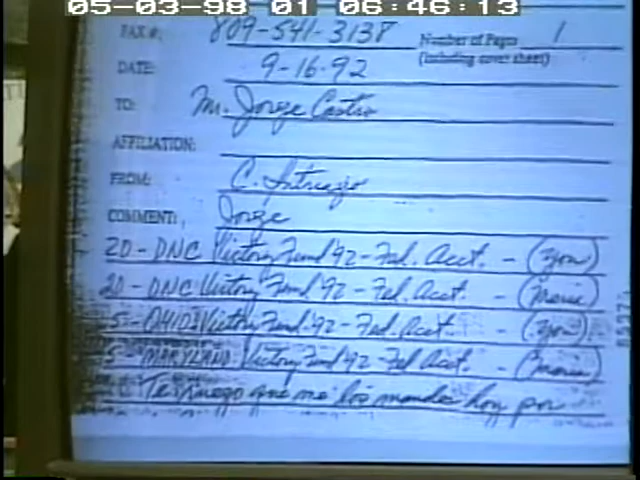 05-03-98 01 06:46:13
FAX #: 809-541-3138 Number of Pages 1
(including cover sheet)
DATE: 9-16-92
TO: Mr. Jorge Castro
AFFILIATION:
FROM: C. Intriago
COMMENT: Jorge
20 - DNC Victory Fund '92 - Fed. Acct. - (You)
20 - DNC Victory Fund '92 - Fed. Acct. - (Maria)
5 - OHIO Victory Fund '92 - Fed. Acct. - (You)
5 - MARYLAND Victory Fund '92 - Fed Acct. - (Maria)
Te ruego que me los mandes hoy por